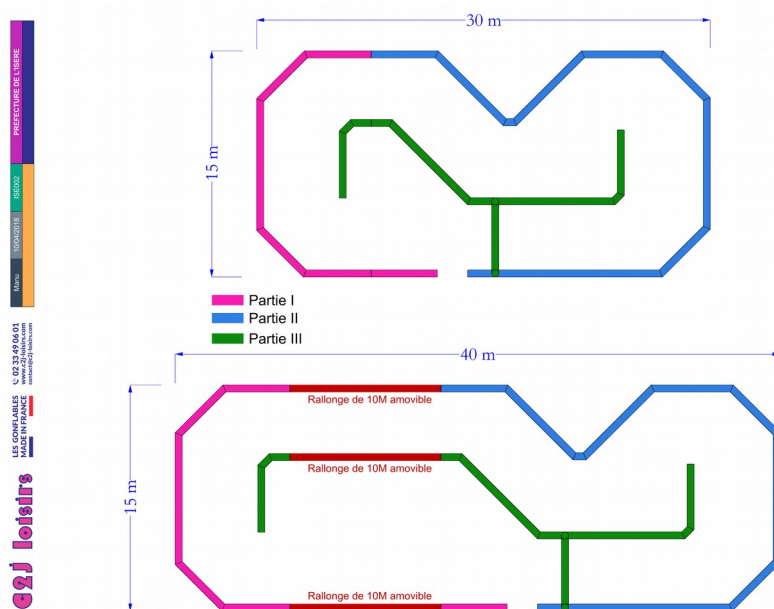 30 m
PREFECTURE DE L'ISERE
ISE002
10/04/2018
Manu
15 m
Partie I
Partie II
Partie III
LES GONFLABLES
MADE IN FRANCE
02 33 49 06 01
www.c2j-loisirs.com
contact@c2j-loisirs.com
c2j loisirs
40 m
15 m
Rallonge de 10M amovible
Rallonge de 10M amovible
Rallonge de 10M amovible